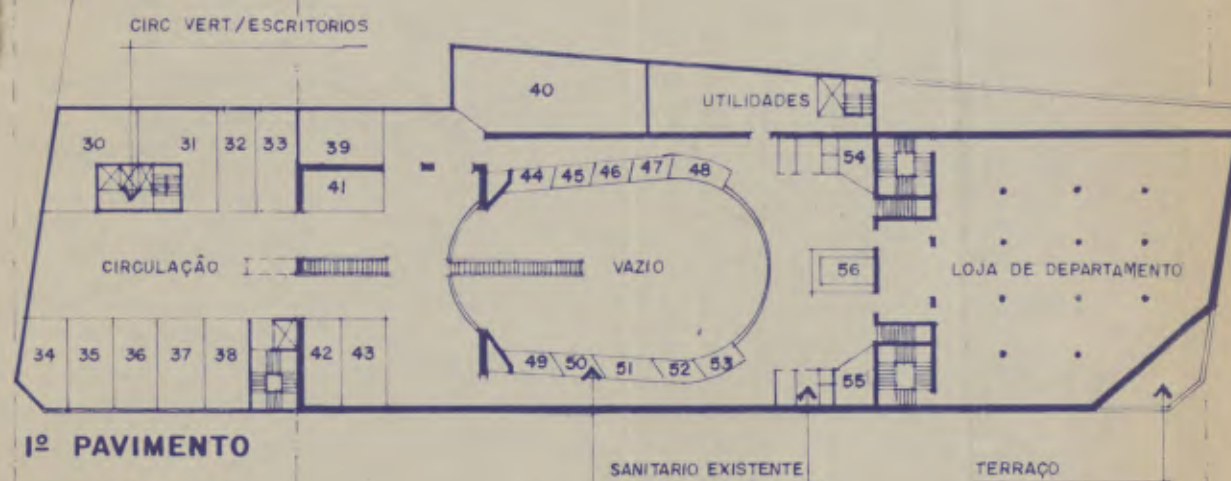 CIRC VERT/ESCRITORIOS
40
UTILIDADES
30 31 32 33 39
41
44 45 46 47 48
54
CIRCULAÇÃO
VAZIO
56
LOJA DE DEPARTAMENTO
34 35 36 37 38 42 43
49 50 51 52 53
55
1º PAVIMENTO
SANITARIO EXISTENTE
TERRAÇO